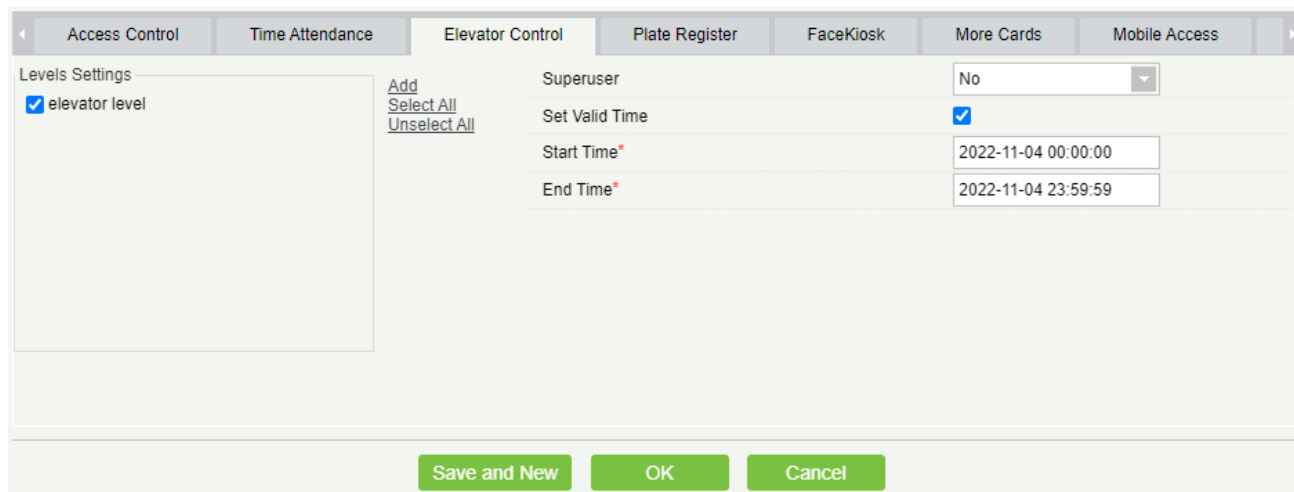 Access Control Time Attendance Elevator Control Plate Register FaceKiosk More Cards Mobile Access
Levels Settings
elevator level
Add
Select All
Unselect All
Superuser No
Set Valid Time
Start Time* 2022-11-04 00:00:00
End Time* 2022-11-04 23:59:59
Save and New OK Cancel